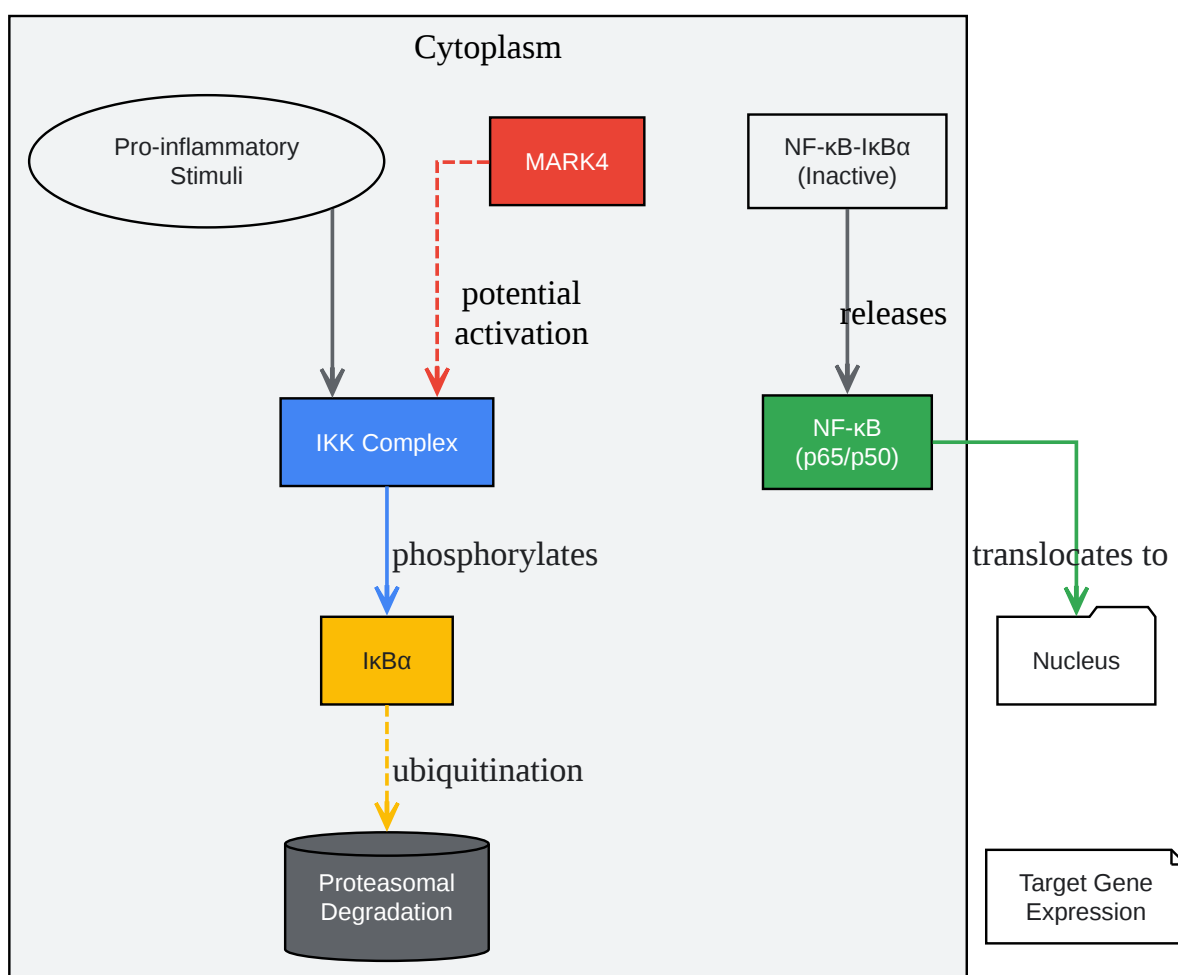 Cytoplasm
Pro-inflammatory
Stimuli
MARK4
NF-κB-IκBα
(Inactive)
potential
activation
releases
IKK Complex
NF-κB
(p65/p50)
phosphorylates
translocates to
IκBα
Nucleus
ubiquitination
Proteasomal
Degradation
Target Gene
Expression